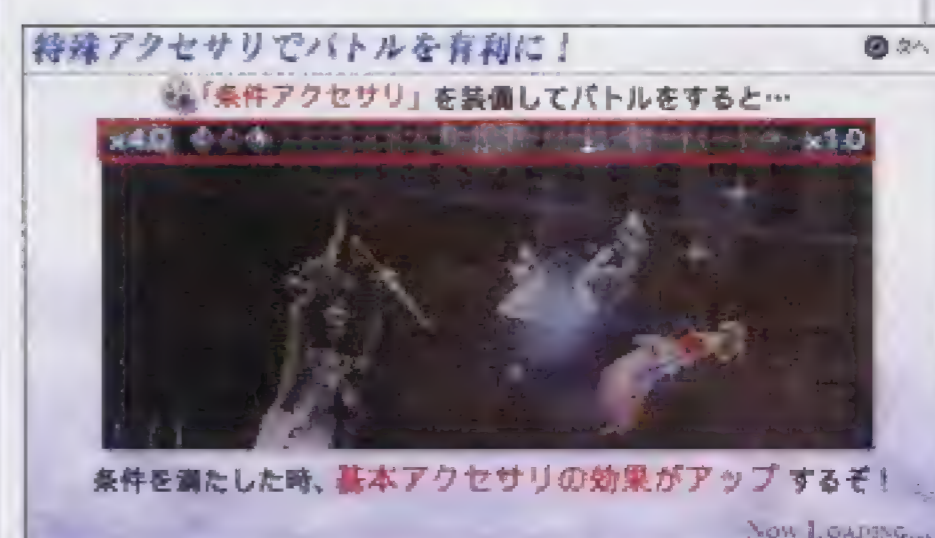 特殊アクセサリでバトルを有利に!
次へ
「条件アクセサリ」を装備してバトルをすると…
×4.0
×1.0
条件を満たした時、基本アクセサリの効果がアップするぞ!
Now Loading...